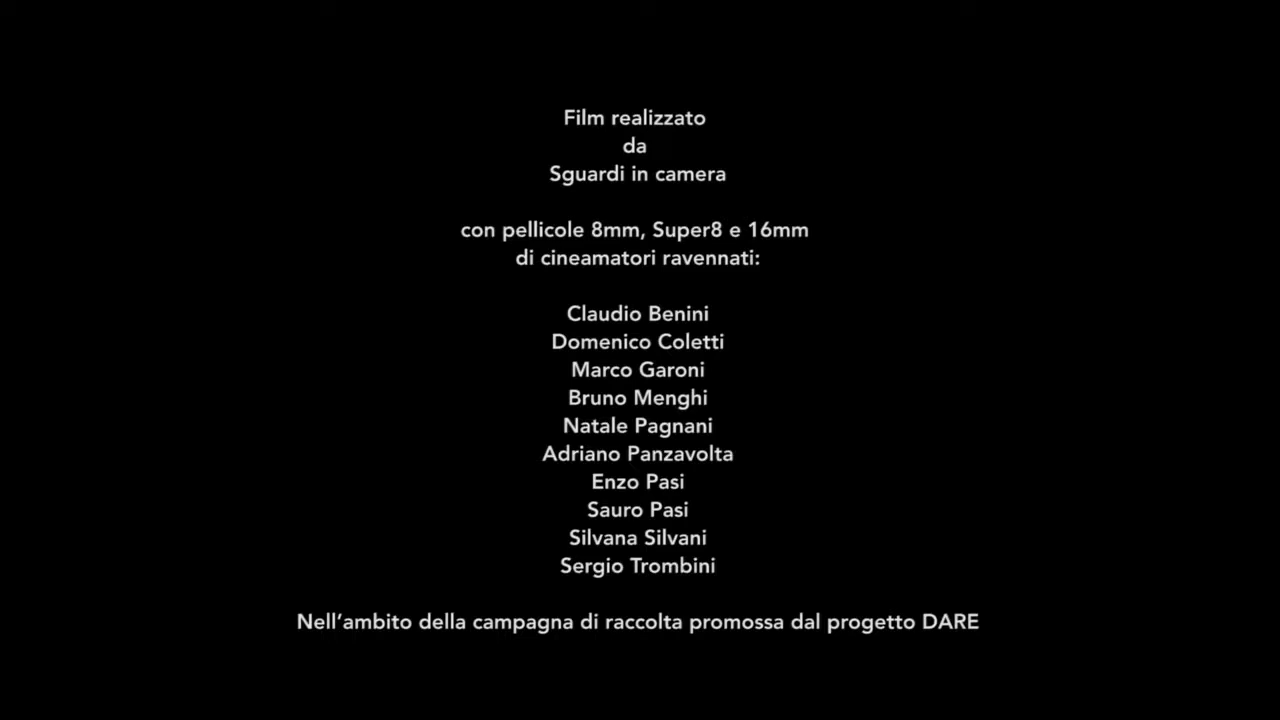 Film realizzato
da
Sguardi in camera
con pellicole 8mm, Super8 e 16mm
di cineamatori ravennati:
Claudio Benini
Domenico Coletti
Marco Garoni
Bruno Menghi
Natale Pagnani
Adriano Panzavolta
Enzo Pasi
Sauro Pasi
Silvana Silvani
Sergio Trombini
Nell’ambito della campagna di raccolta promossa dal progetto DARE